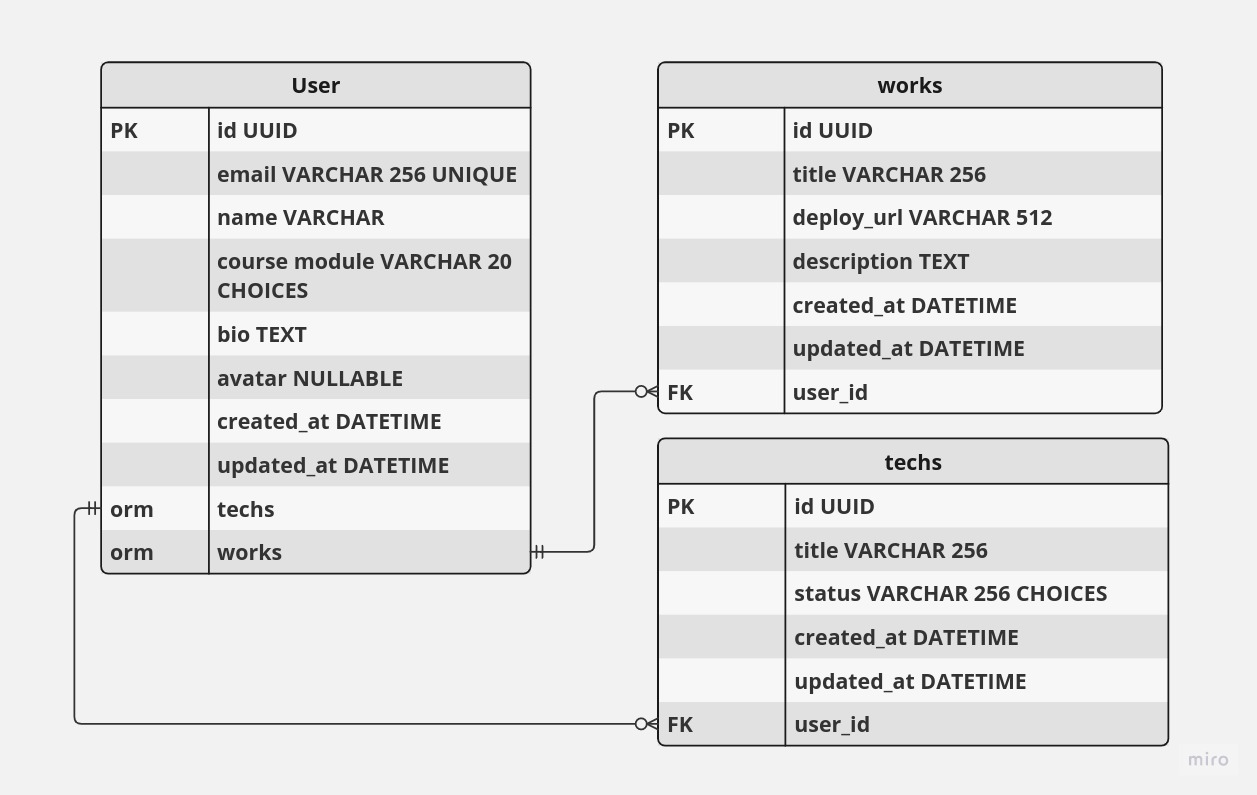 User
PK id UUID
email VARCHAR 256 UNIQUE
name VARCHAR
course module VARCHAR 20
CHOICES
bio TEXT
avatar NULLABLE
created_at DATETIME
updated_at DATETIME
orm techs
orm works
works
PK id UUID
title VARCHAR 256
deploy_url VARCHAR 512
description TEXT
created_at DATETIME
updated_at DATETIME
FK user_id
techs
PK id UUID
title VARCHAR 256
status VARCHAR 256 CHOICES
created_at DATETIME
updated_at DATETIME
FK user_id
miro